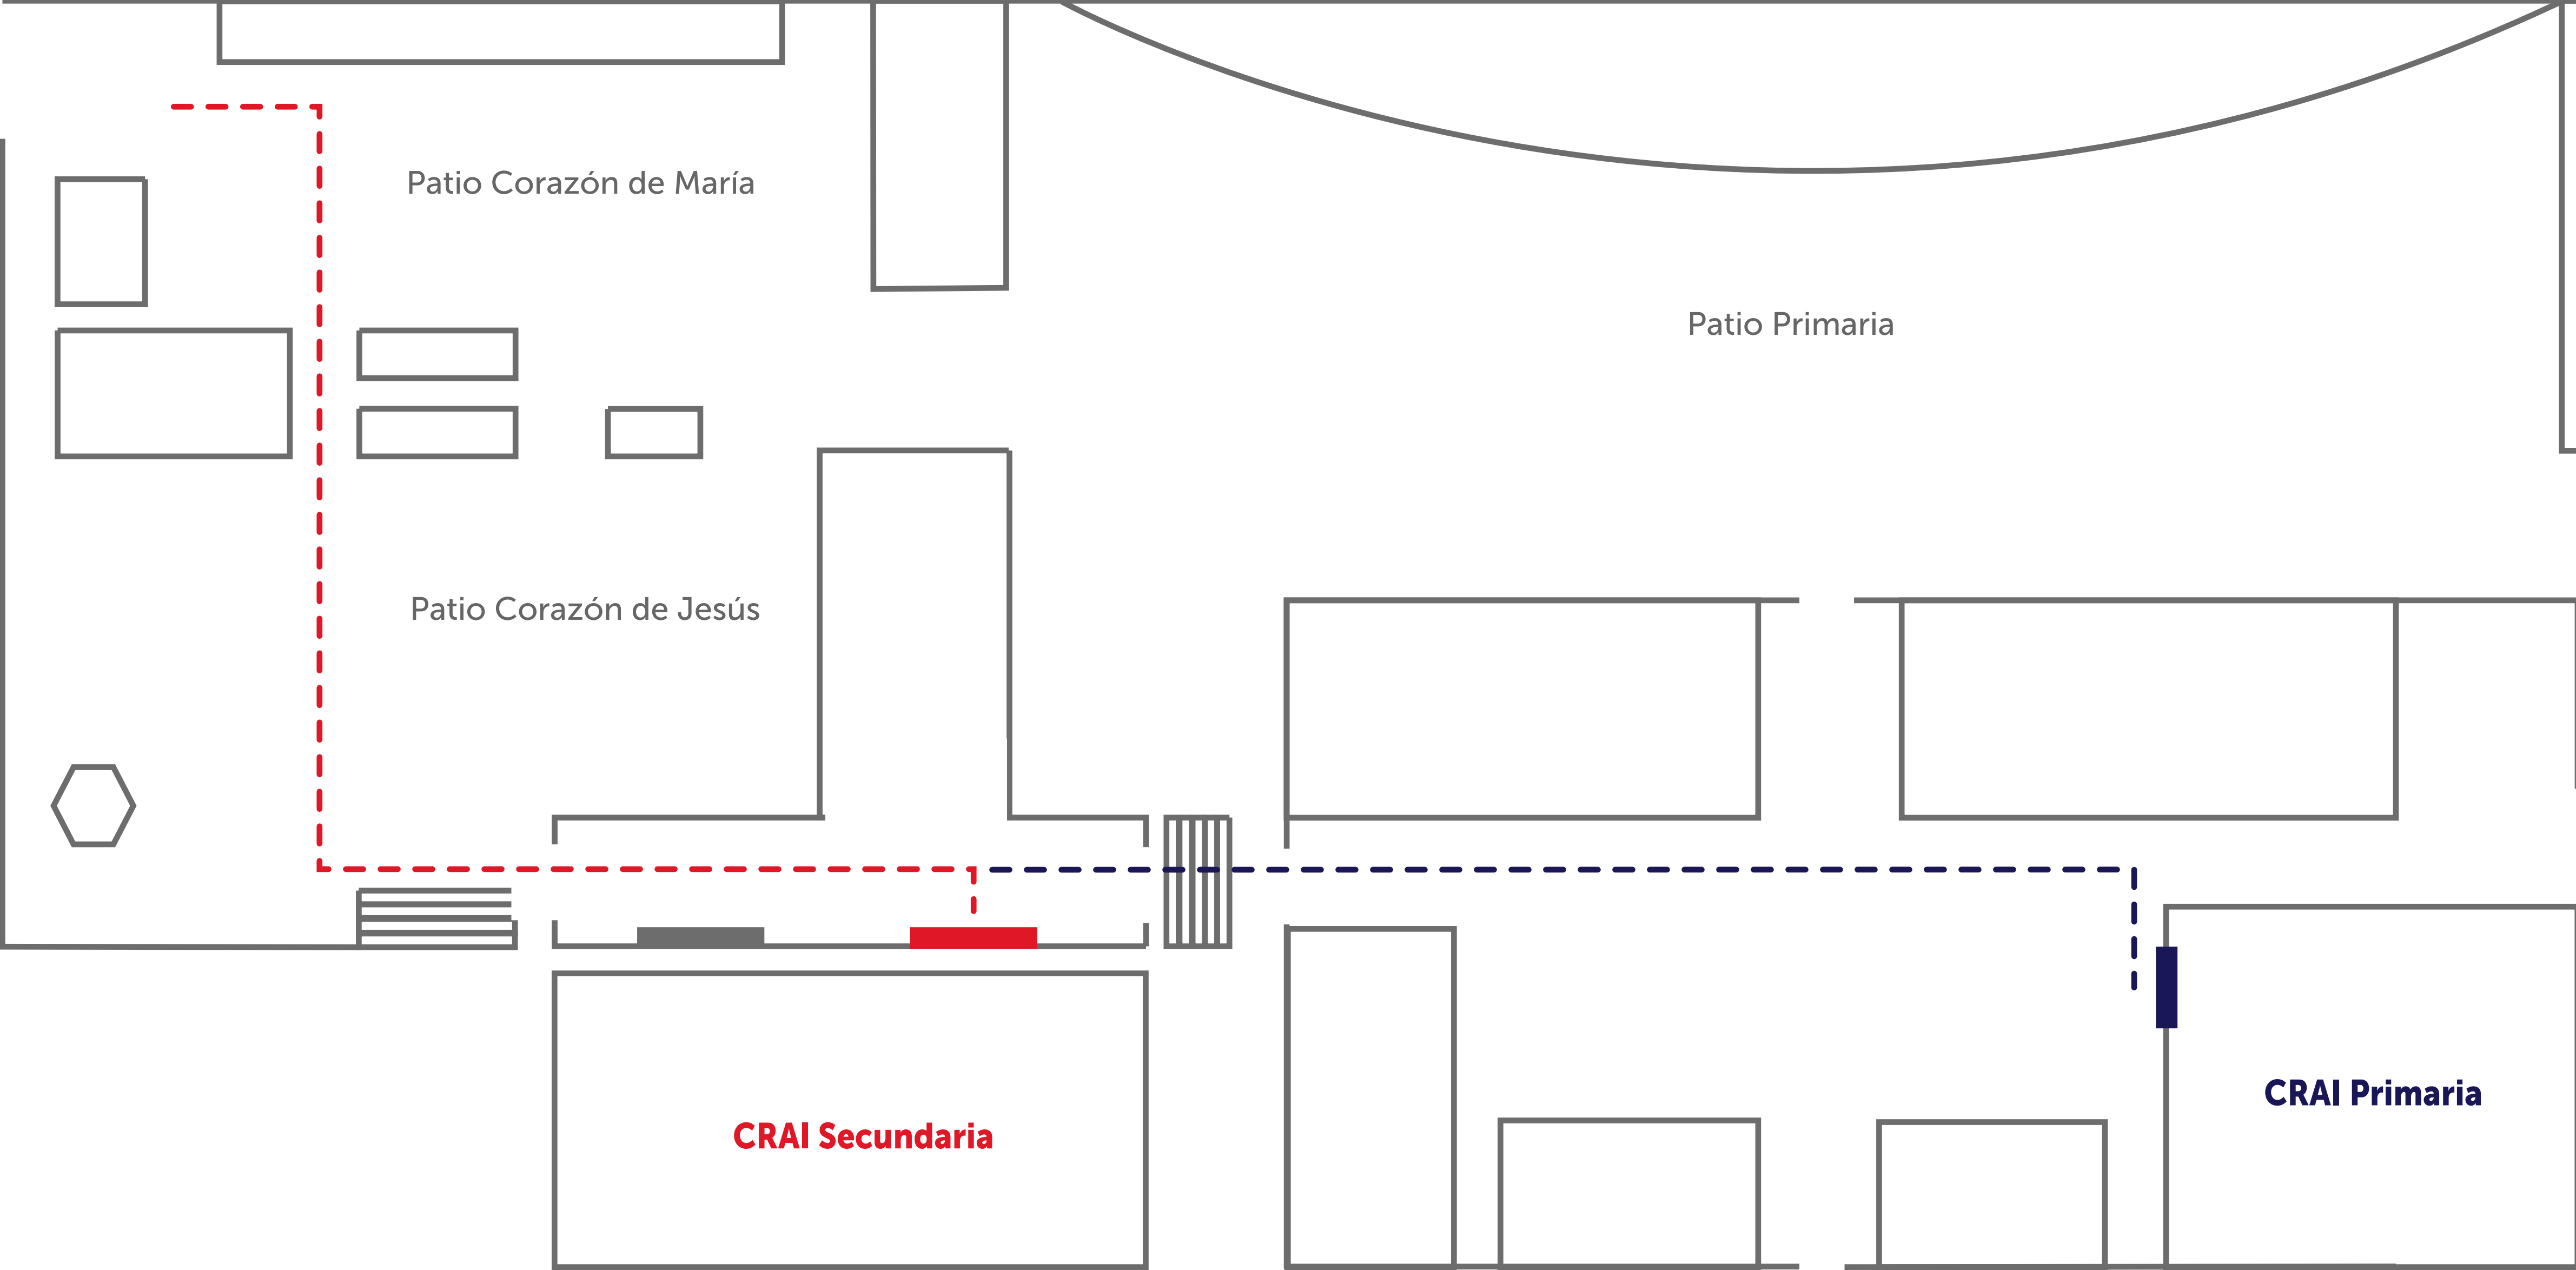 Patio Corazón de María
Patio Primaria
Patio Corazón de Jesús
CRAI Primaria
CRAI Secundaria